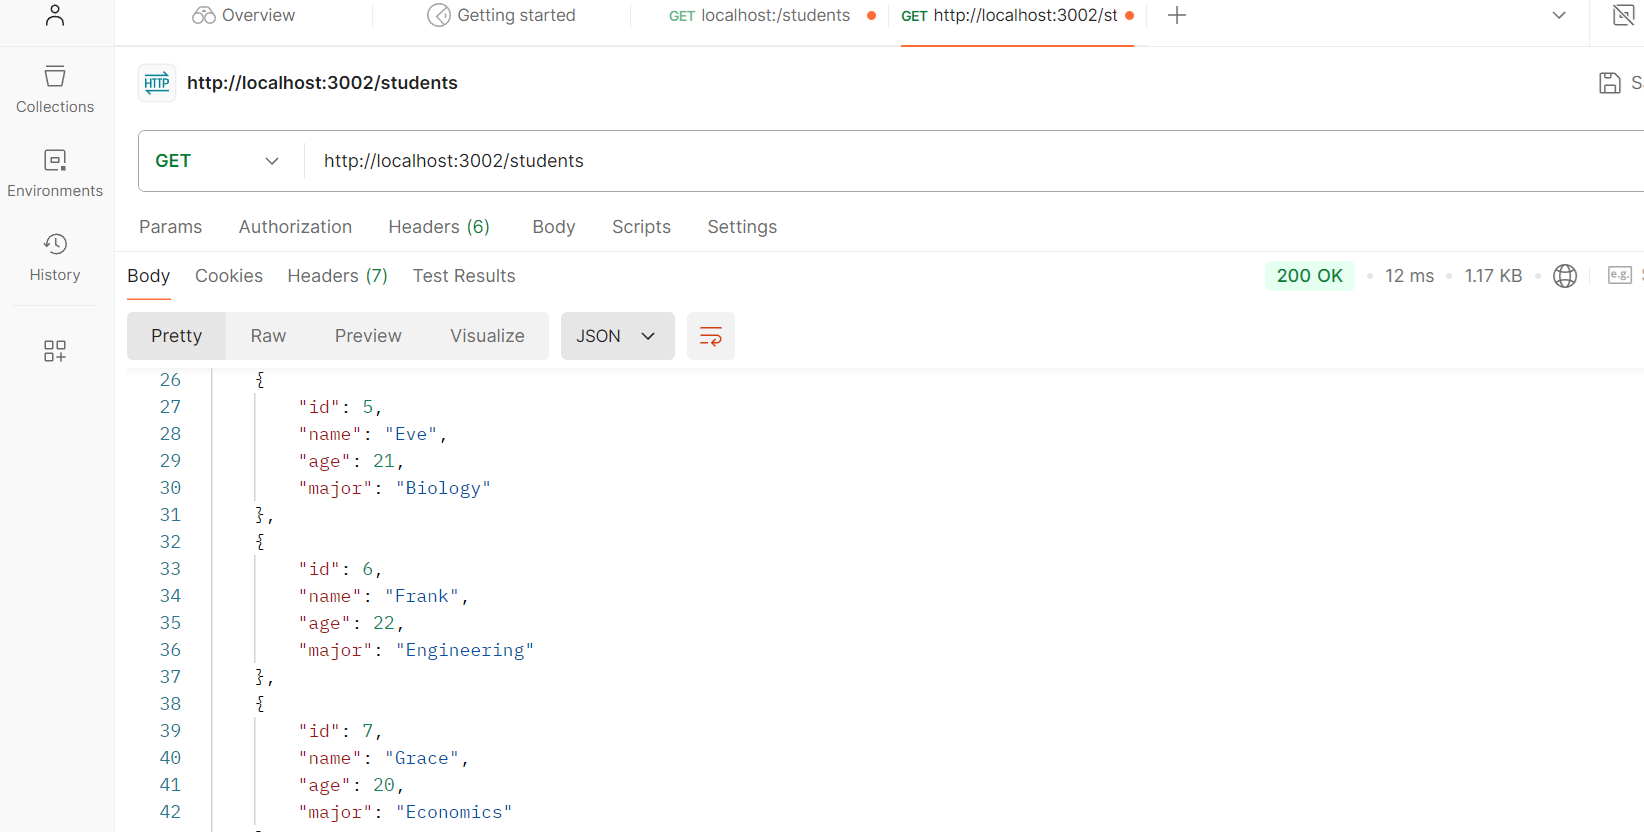 Overview
Getting started
GET localhost:/students
GET http://localhost:3002/st
HTTP http://localhost:3002/students
Collections
Environments
History
GET
http://localhost:3002/students
Params Authorization Headers (6) Body Scripts Settings
Body Cookies Headers (7) Test Results
200 OK 12 ms 1.17 KB e.g.
Pretty Raw Preview Visualize JSON
26 {
27 "id": 5,
28 "name": "Eve",
29 "age": 21,
30 "major": "Biology"
31 },
32 {
33 "id": 6,
34 "name": "Frank",
35 "age": 22,
36 "major": "Engineering"
37 },
38 {
39 "id": 7,
40 "name": "Grace",
41 "age": 20,
42 "major": "Economics"